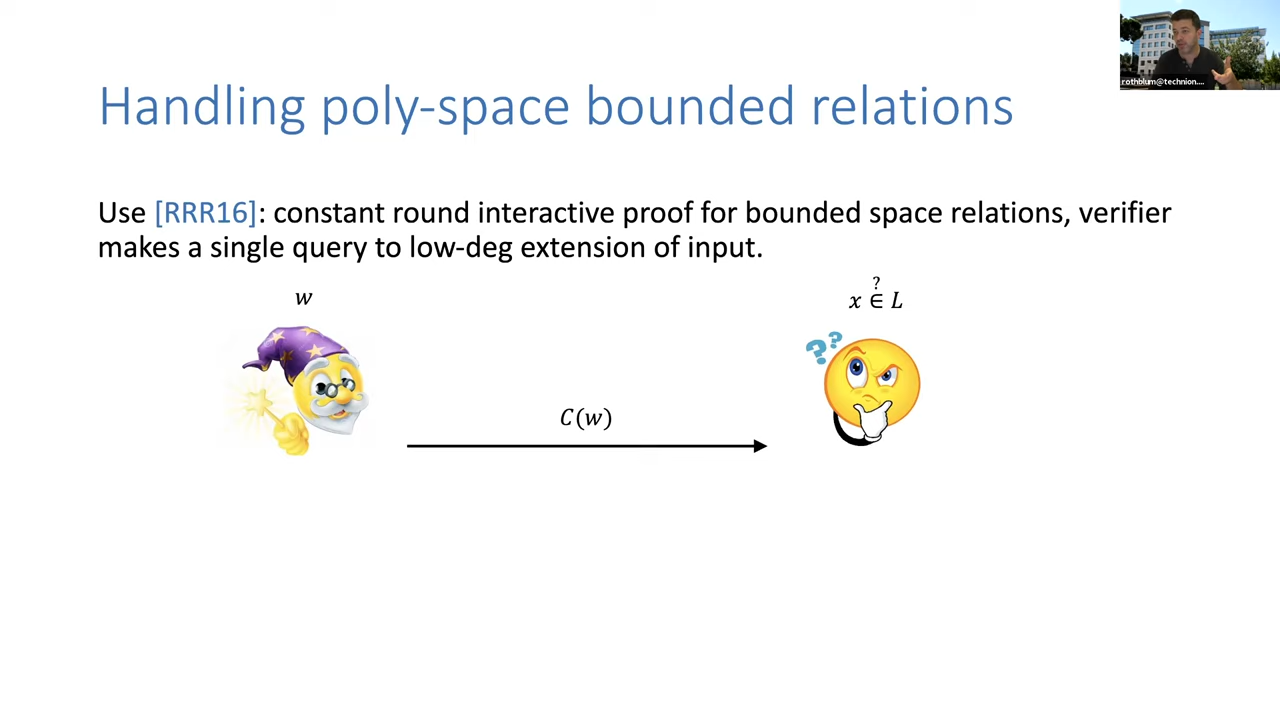 rothblum@technion....
Handling poly-space bounded relations
Use [RRR16]: constant round interactive proof for bounded space relations, verifier
makes a single query to low-deg extension of input.
w
x ∈? L
? ?
C(w)